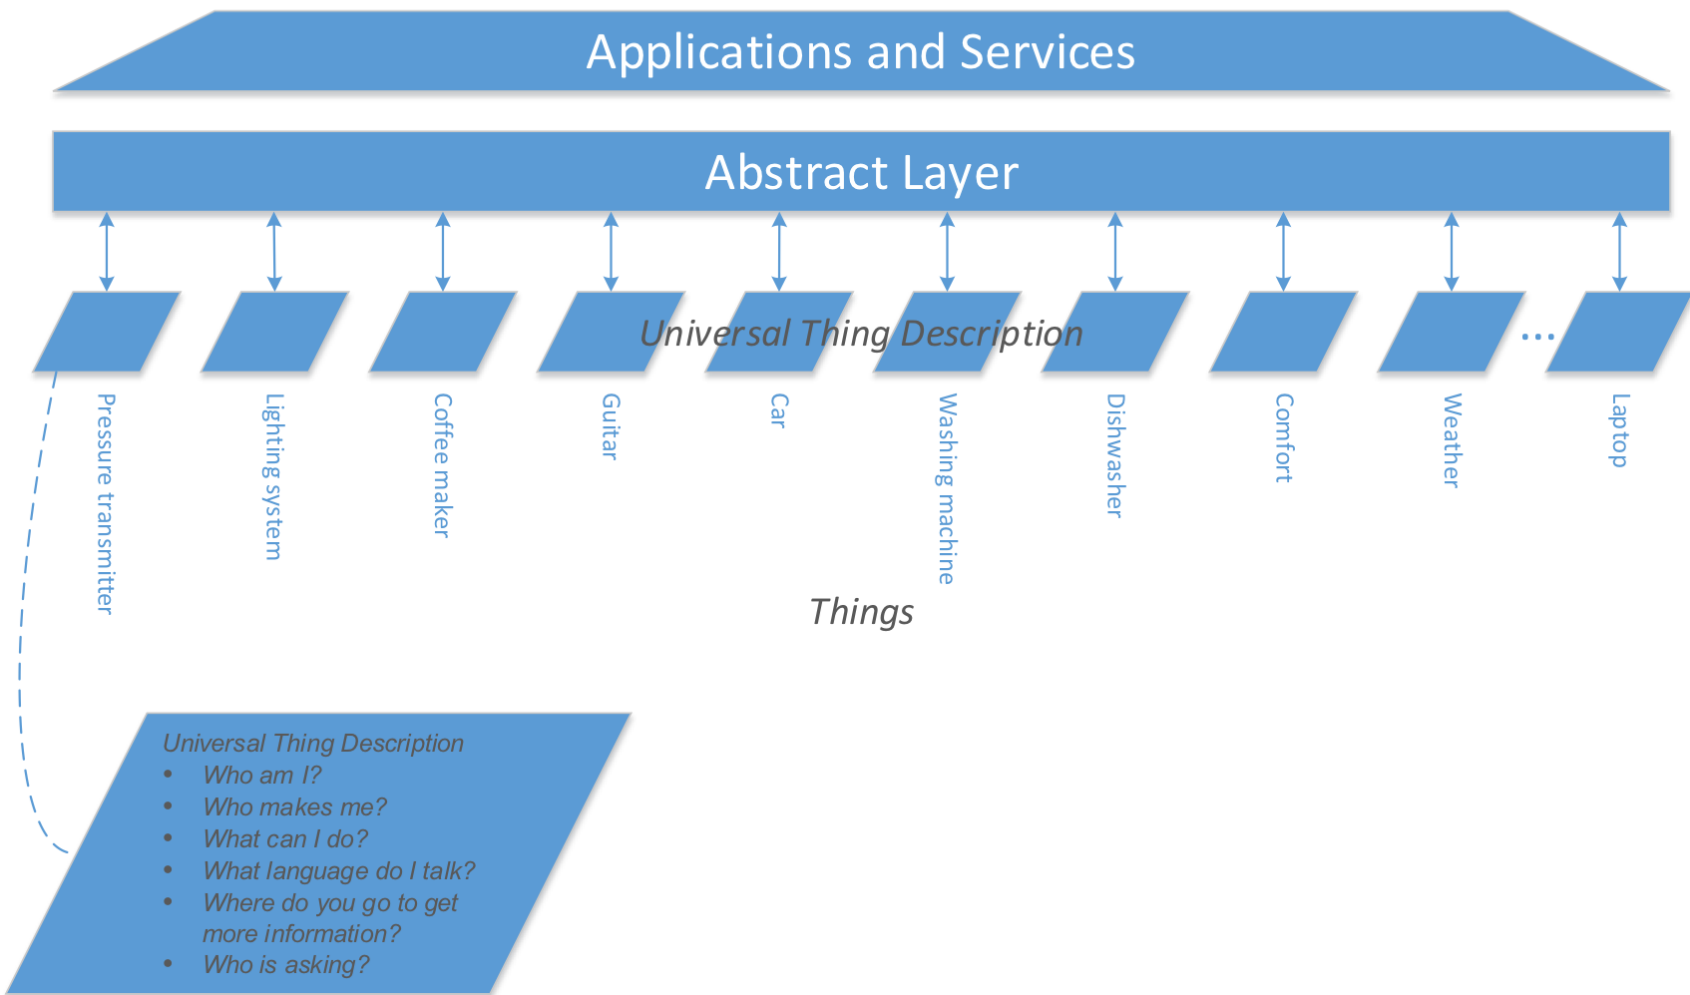 Applications and Services
Abstract Layer
Universal Thing Description
...
Pressure transmitter
Lighting system
Coffee maker
Guitar
Car
Washing machine
Dishwasher
Comfort
Weather
Laptop
Things
Universal Thing Description
• Who am I?
• Who makes me?
• What can I do?
• What language do I talk?
• Where do you go to get
more information?
• Who is asking?